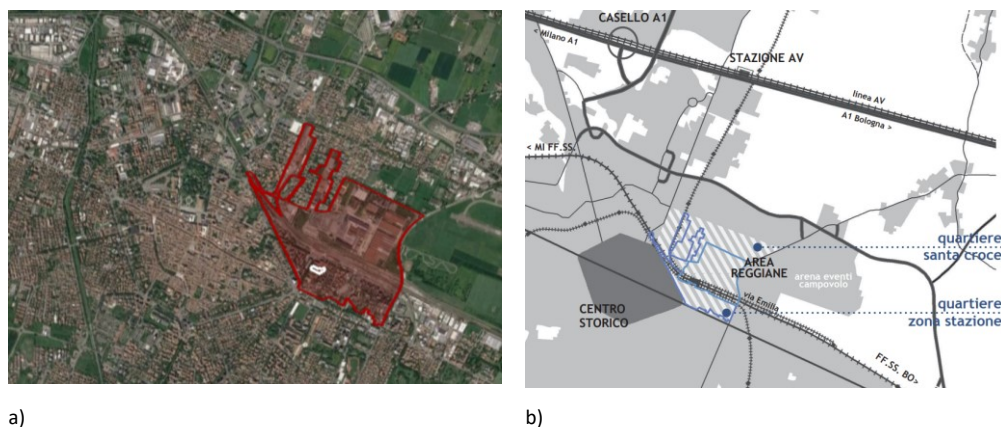 CASELLO A1
< Milano A1
STAZIONE AV
linea AV
A1 Bologna >
< MI FF.SS.
quartiere
santa croce
AREA
REGGIANE
arena eventi
campovolo
via Emilia
quartiere
zona stazione
CENTRO
STORICO
FF.SS. BO>
a)
b)